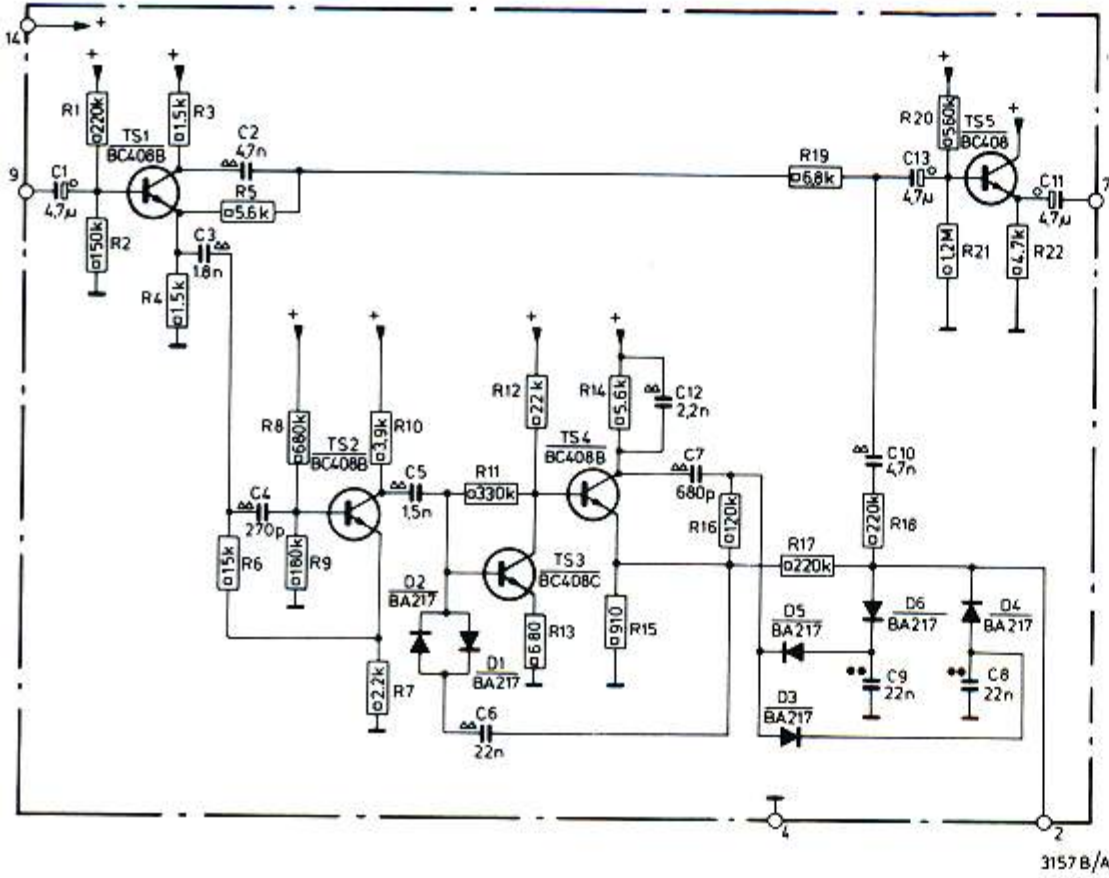 14
+
+
+
R1
220k
R3
1.5k
TS1
BC408B
C2
4,7n
9
C1
4,7µ
R5
5.6k
R2
150k
C3
1.8n
R4
1.5k
R19
6,8k
+
R20
560k
+
TS5
BC408
C13
4,7µ
C11
4,7µ
7
R21
1,2M
R22
4.7k
+
+
+
+
R8
680k
R10
3,9k
TS2
BC408B
C4
270p
C5
1,5n
R6
15k
R9
180k
R7
2.2k
R12
22k
R14
5.6k
C12
2,2n
TS4
BC408B
R11
330k
C7
680p
R16
120k
TS3
BC408C
D2
BA217
D1
BA217
R13
680
R15
910
C6
22n
C10
4,7n
R18
220k
R17
220k
D5
BA217
D6
BA217
D4
BA217
C9
22n
C8
22n
D3
BA217
4
2
3157 B/A